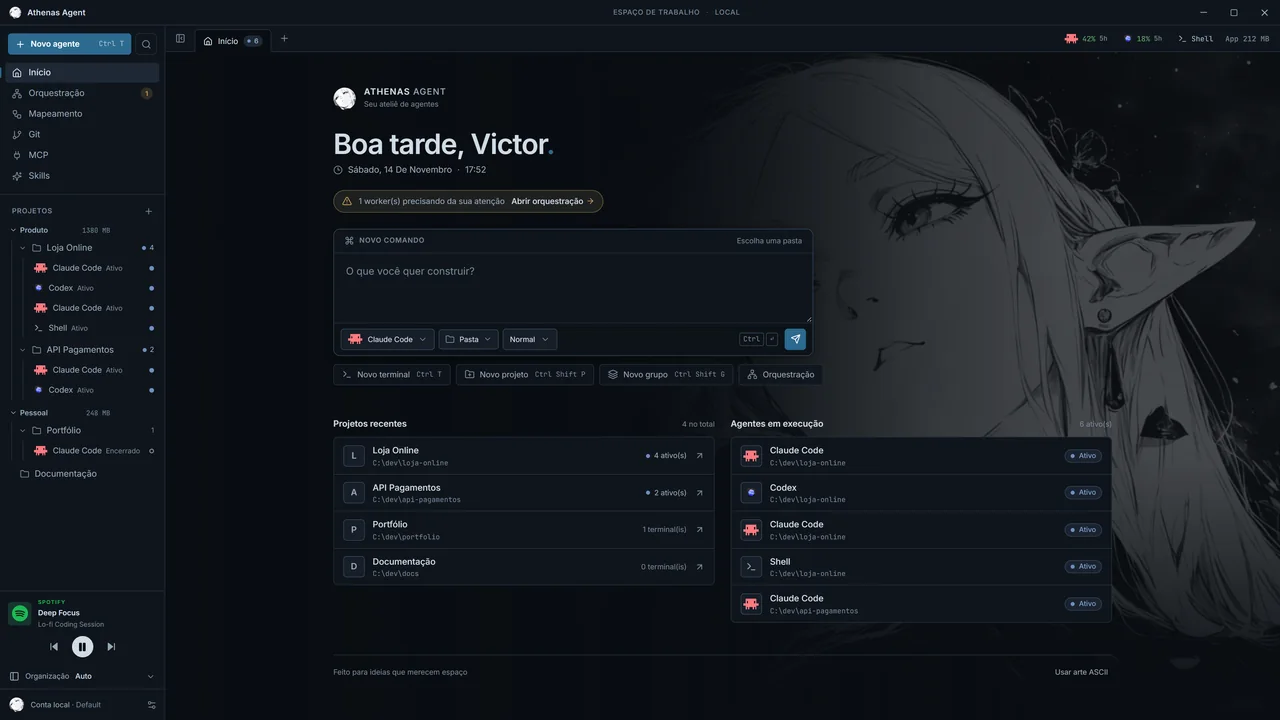 Athenas Agent
ESPAÇO DE TRABALHO · LOCAL
Novo agente Ctrl T
Início 6
42% 5h 18% 5h Shell App 212 MB
Início
Orquestração 1
Mapeamento
Git
MCP
Skills
PROJETOS
Produto 1380 MB
Loja Online 4
Claude Code Ativo
Codex Ativo
Claude Code Ativo
Shell Ativo
API Pagamentos 2
Claude Code Ativo
Codex Ativo
Pessoal 248 MB
Portfólio 1
Claude Code Encerrado
Documentação
SPOTIFY
Deep Focus
Lo-fi Coding Session
Organização Auto
Conta local · Default
ATHENAS AGENT
Seu ateliê de agentes
Boa tarde, Victor.
Sábado, 14 De Novembro · 17:52
1 worker(s) precisando da sua atenção Abrir orquestração →
NOVO COMANDO Escolha uma pasta
O que você quer construir?
Claude Code Pasta Normal Ctrl ⏎
Novo terminal Ctrl T Novo projeto Ctrl Shift P Novo grupo Ctrl Shift G Orquestração
Projetos recentes 4 no total
L Loja Online 4 ativo(s)
C:\dev\loja-online
A API Pagamentos 2 ativo(s)
C:\dev\api-pagamentos
P Portfólio 1 terminal(is)
C:\dev\portfolio
D Documentação 0 terminal(is)
C:\dev\docs
Agentes em execução 6 ativo(s)
Claude Code Ativo
C:\dev\loja-online
Codex Ativo
C:\dev\loja-online
Claude Code Ativo
C:\dev\loja-online
Shell Ativo
C:\dev\loja-online
Claude Code Ativo
C:\dev\api-pagamentos
Feito para ideias que merecem espaço Usar arte ASCII